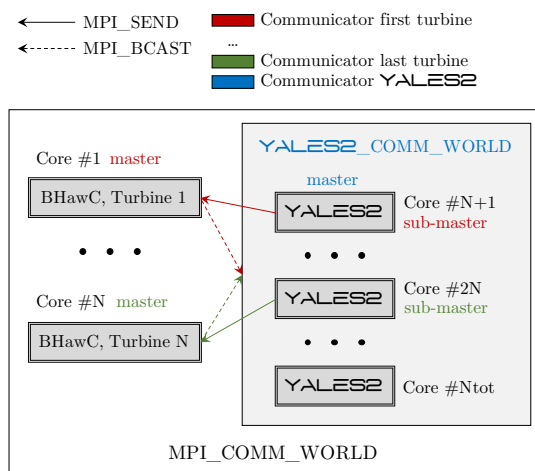 MPI_SEND
MPI_BCAST
Communicator first turbine
...
Communicator last turbine
Communicator YALES2
YALES2_COMM_WORLD
Core #1 master
BHawC, Turbine 1
master
YALES2
Core #N+1
sub-master
• • •
• • •
Core #N master
BHawC, Turbine N
YALES2
Core #2N
sub-master
• • •
YALES2
Core #Ntot
MPI_COMM_WORLD